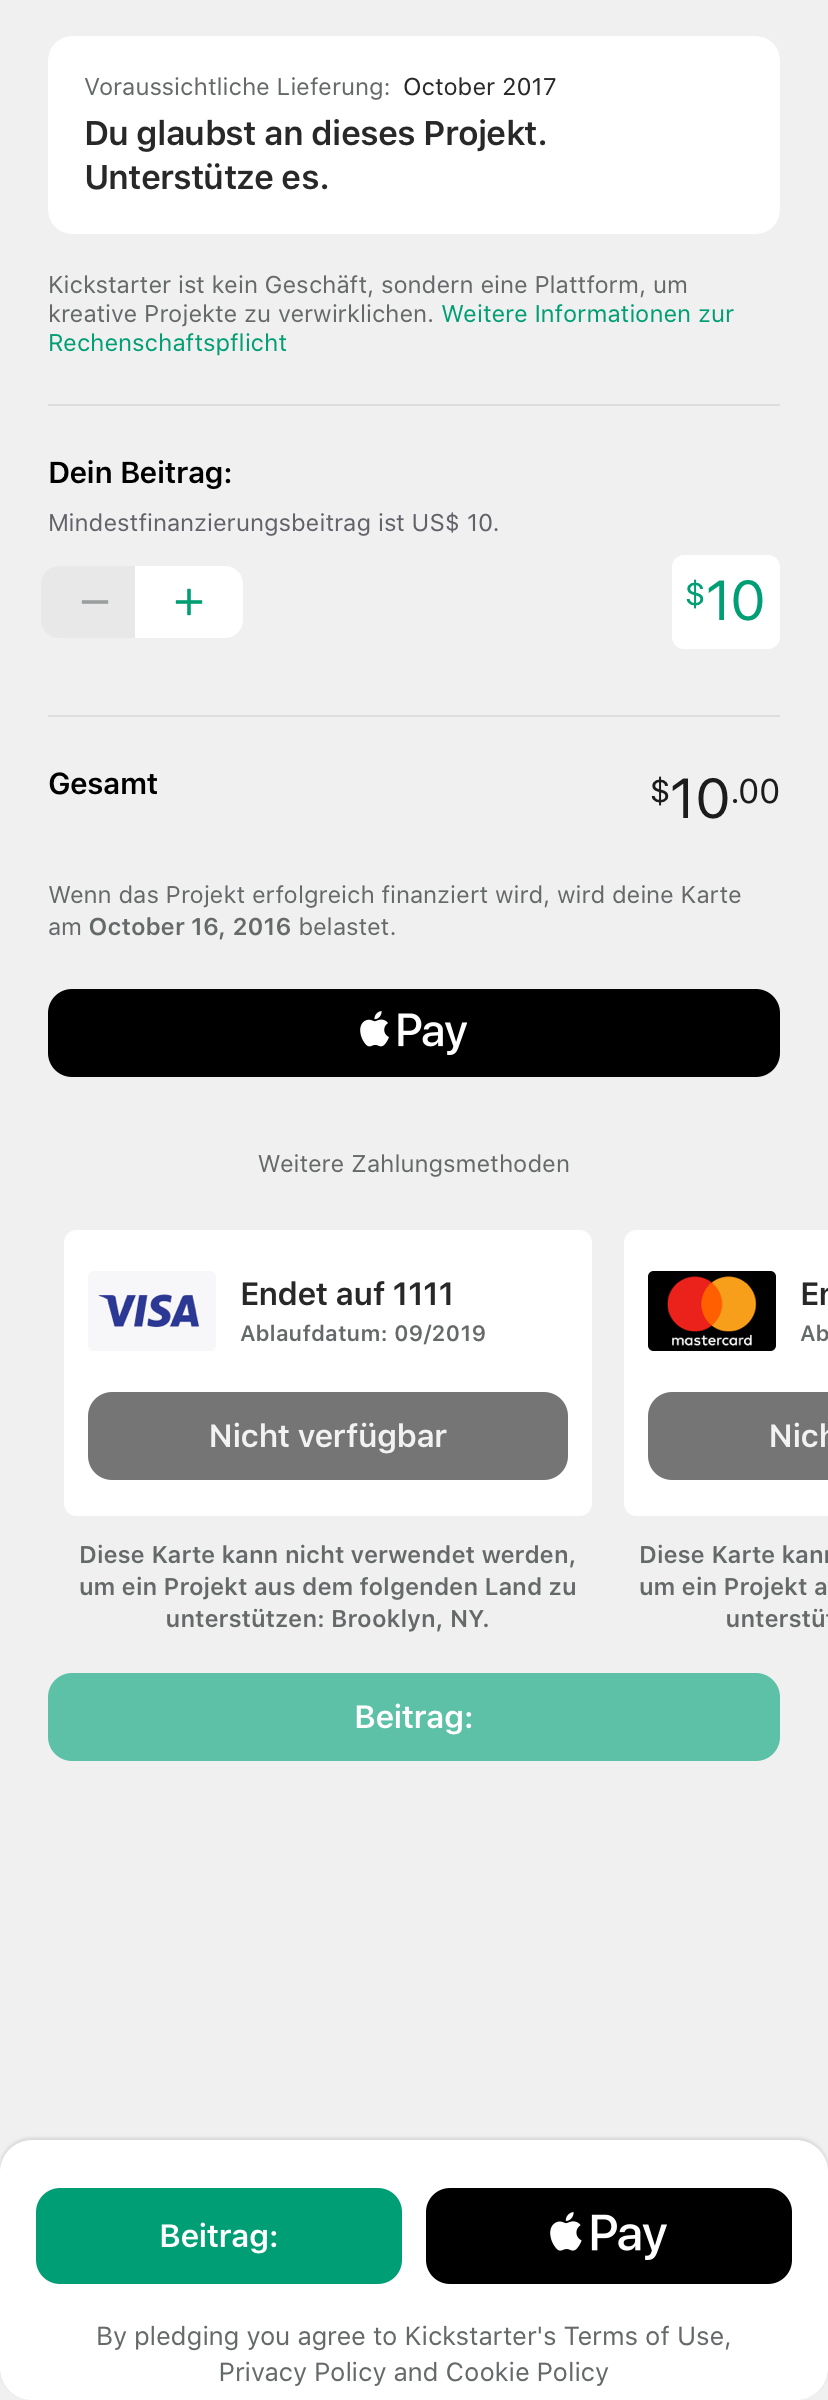 Voraussichtliche Lieferung: October 2017
Du glaubst an dieses Projekt.
Unterstütze es.
Kickstarter ist kein Geschäft, sondern eine Plattform, um
kreative Projekte zu verwirklichen. Weitere Informationen zur
Rechenschaftspflicht
Dein Beitrag:
Mindestfinanzierungsbeitrag ist US$ 10.
− + $10
Gesamt $10.00
Wenn das Projekt erfolgreich finanziert wird, wird deine Karte
am October 16, 2016 belastet.
Pay
Weitere Zahlungsmethoden
VISA
Endet auf 1111
Ablaufdatum: 09/2019
Nicht verfügbar
Diese Karte kann nicht verwendet werden,
um ein Projekt aus dem folgenden Land zu
unterstützen: Brooklyn, NY.
mastercard
Diese Karte
um ein Projekt
Beitrag:
Beitrag:
Pay
By pledging you agree to Kickstarter's Terms of Use,
Privacy Policy and Cookie Policy